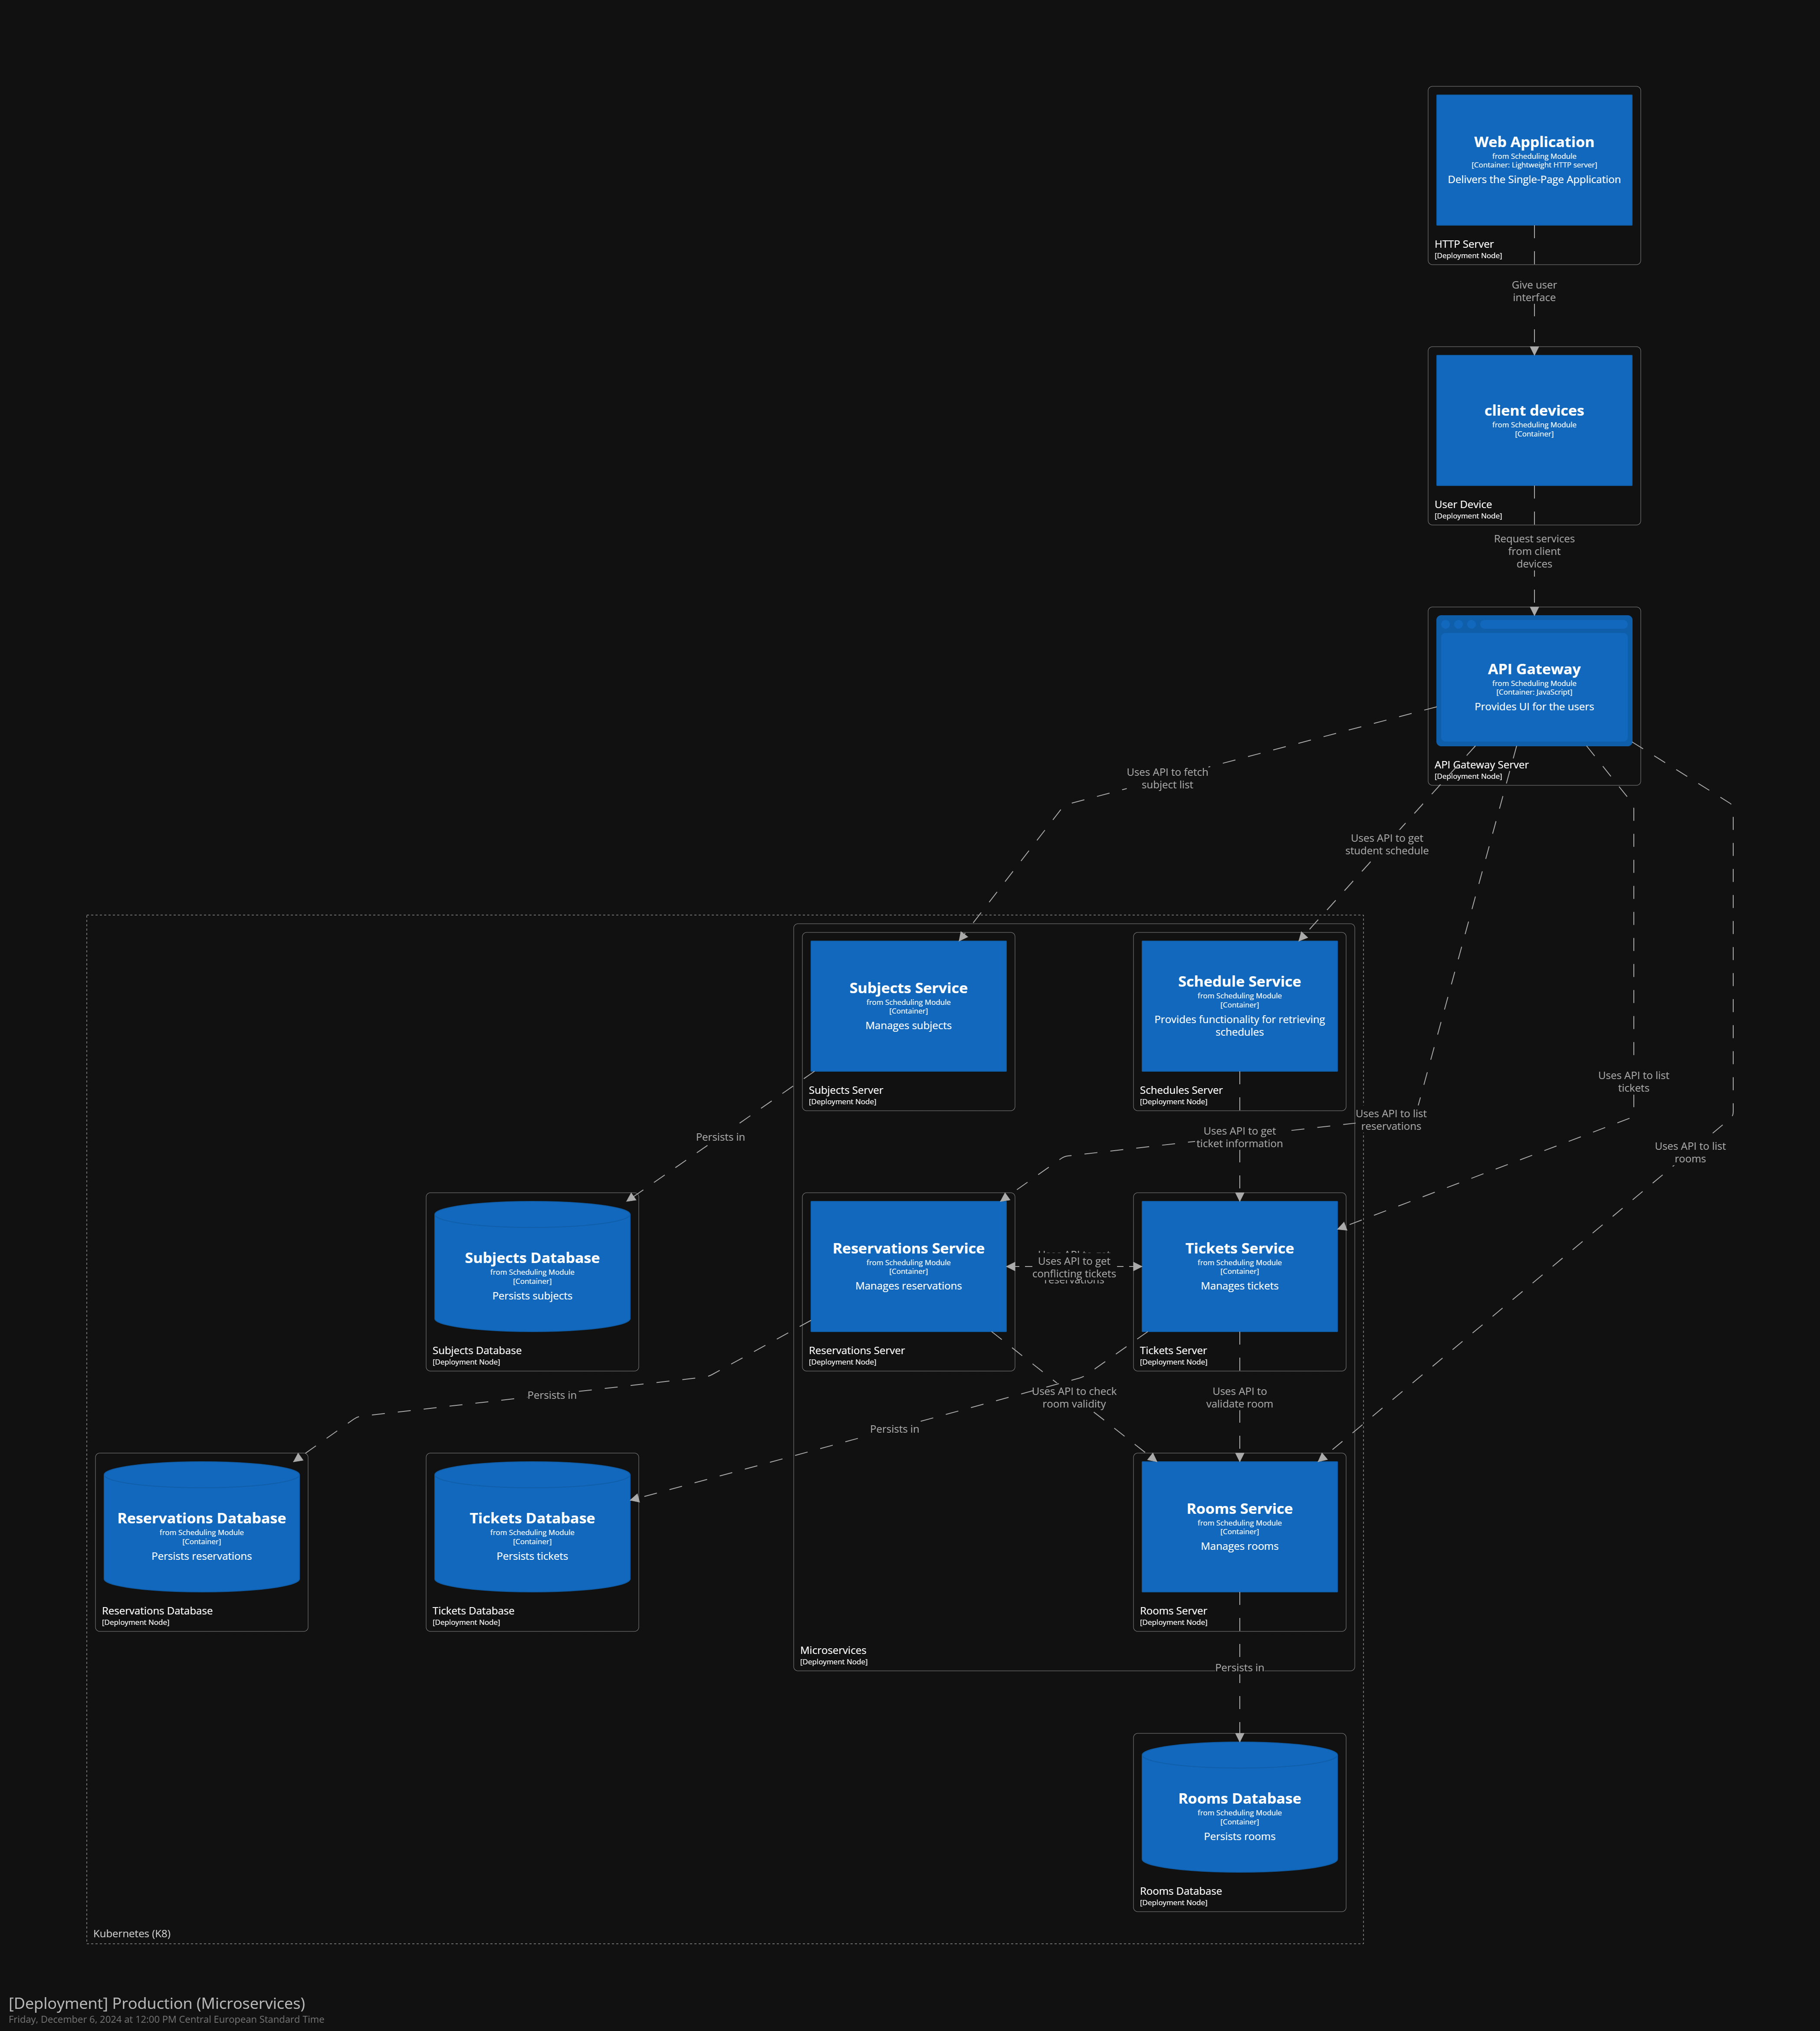 Web Application
from Scheduling Module
[Container: Lightweight HTTP server]
Delivers the Single-Page Application
HTTP Server
[Deployment Node]
Give user
interface
client devices
from Scheduling Module
[Container]
User Device
[Deployment Node]
Request services
from client
devices
API Gateway
from Scheduling Module
[Container: JavaScript]
Provides UI for the users
API Gateway Server
[Deployment Node]
Uses API to fetch
subject list
Uses API to get
student schedule
Subjects Service
from Scheduling Module
[Container]
Manages subjects
Subjects Server
[Deployment Node]
Schedule Service
from Scheduling Module
[Container]
Provides functionality for retrieving
schedules
Schedules Server
[Deployment Node]
Uses API to list
tickets
Uses API to list
reservations
Uses API to get
ticket information
Persists in
Uses API to list
rooms
Subjects Database
from Scheduling Module
[Container]
Persists subjects
Subjects Database
[Deployment Node]
Reservations Service
from Scheduling Module
[Container]
Manages reservations
Reservations Server
[Deployment Node]
Uses API to get
conflicting tickets
reservations
Tickets Service
from Scheduling Module
[Container]
Manages tickets
Tickets Server
[Deployment Node]
Persists in
Uses API to check
room validity
Uses API to
validate room
Persists in
Reservations Database
from Scheduling Module
[Container]
Persists reservations
Reservations Database
[Deployment Node]
Tickets Database
from Scheduling Module
[Container]
Persists tickets
Tickets Database
[Deployment Node]
Rooms Service
from Scheduling Module
[Container]
Manages rooms
Rooms Server
[Deployment Node]
Microservices
[Deployment Node]
Persists in
Rooms Database
from Scheduling Module
[Container]
Persists rooms
Rooms Database
[Deployment Node]
Kubernetes (K8)
[Deployment] Production (Microservices)
Friday, December 6, 2024 at 12:00 PM Central European Standard Time